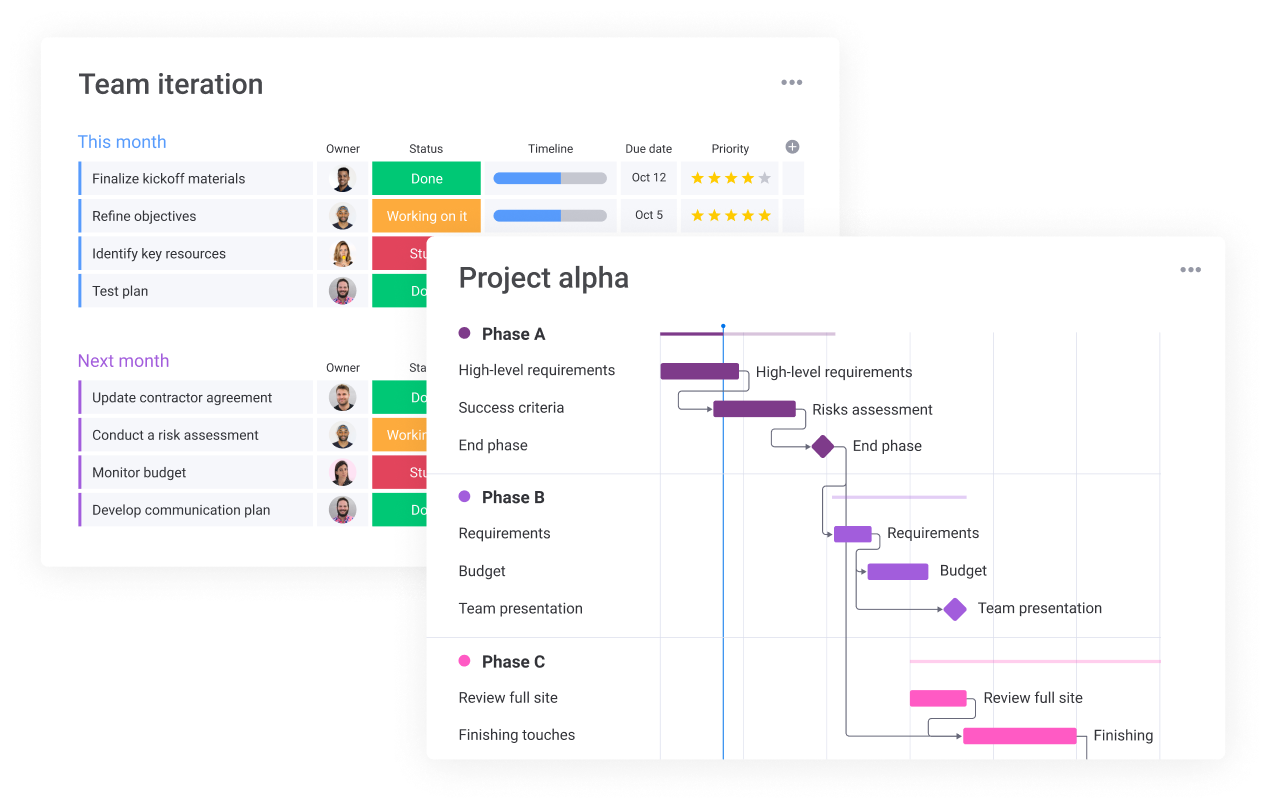 Team iteration
This month
Owner Status Timeline Due date Priority
Finalize kickoff materials Done Oct 12
Refine objectives Working on it Oct 5
Identify key resources Stu
Test plan Do
Next month
Owner Sta
Update contractor agreement Do
Conduct a risk assessment Workin
Monitor budget Stu
Develop communication plan Do
Project alpha
Phase A
High-level requirements High-level requirements
Success criteria Risks assessment
End phase End phase
Phase B
Requirements Requirements
Budget Budget
Team presentation Team presentation
Phase C
Review full site Review full site
Finishing touches Finishing